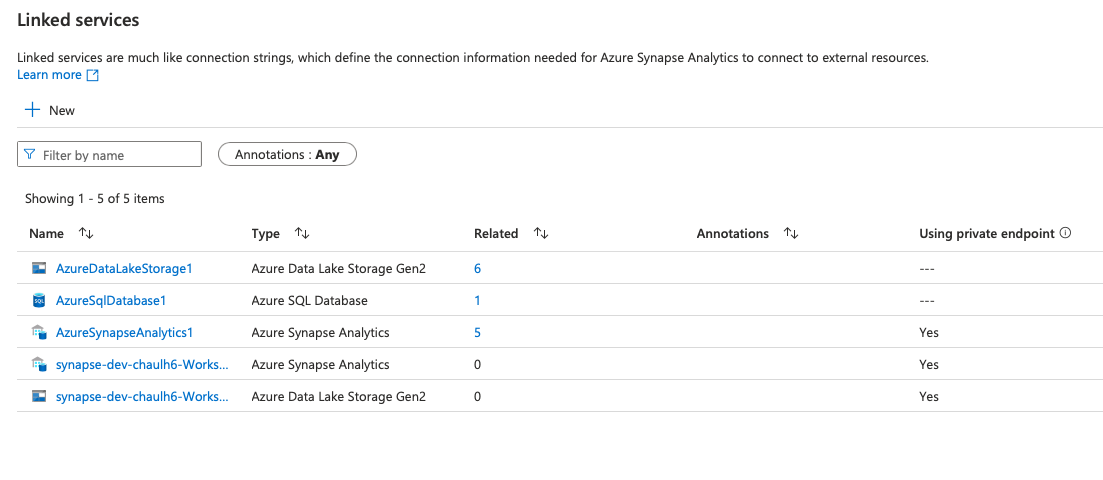 Linked services
Linked services are much like connection strings, which define the connection information needed for Azure Synapse Analytics to connect to external resources.
Learn more
New
Filter by name
Annotations : Any
Showing 1 - 5 of 5 items
Name Type Related Annotations Using private endpoint
AzureDataLakeStorage1 Azure Data Lake Storage Gen2 6 ---
SQL AzureSqlDatabase1 Azure SQL Database 1 ---
AzureSynapseAnalytics1 Azure Synapse Analytics 5 Yes
synapse-dev-chaulh6-Works... Azure Synapse Analytics 0 Yes
synapse-dev-chaulh6-Works... Azure Data Lake Storage Gen2 0 Yes